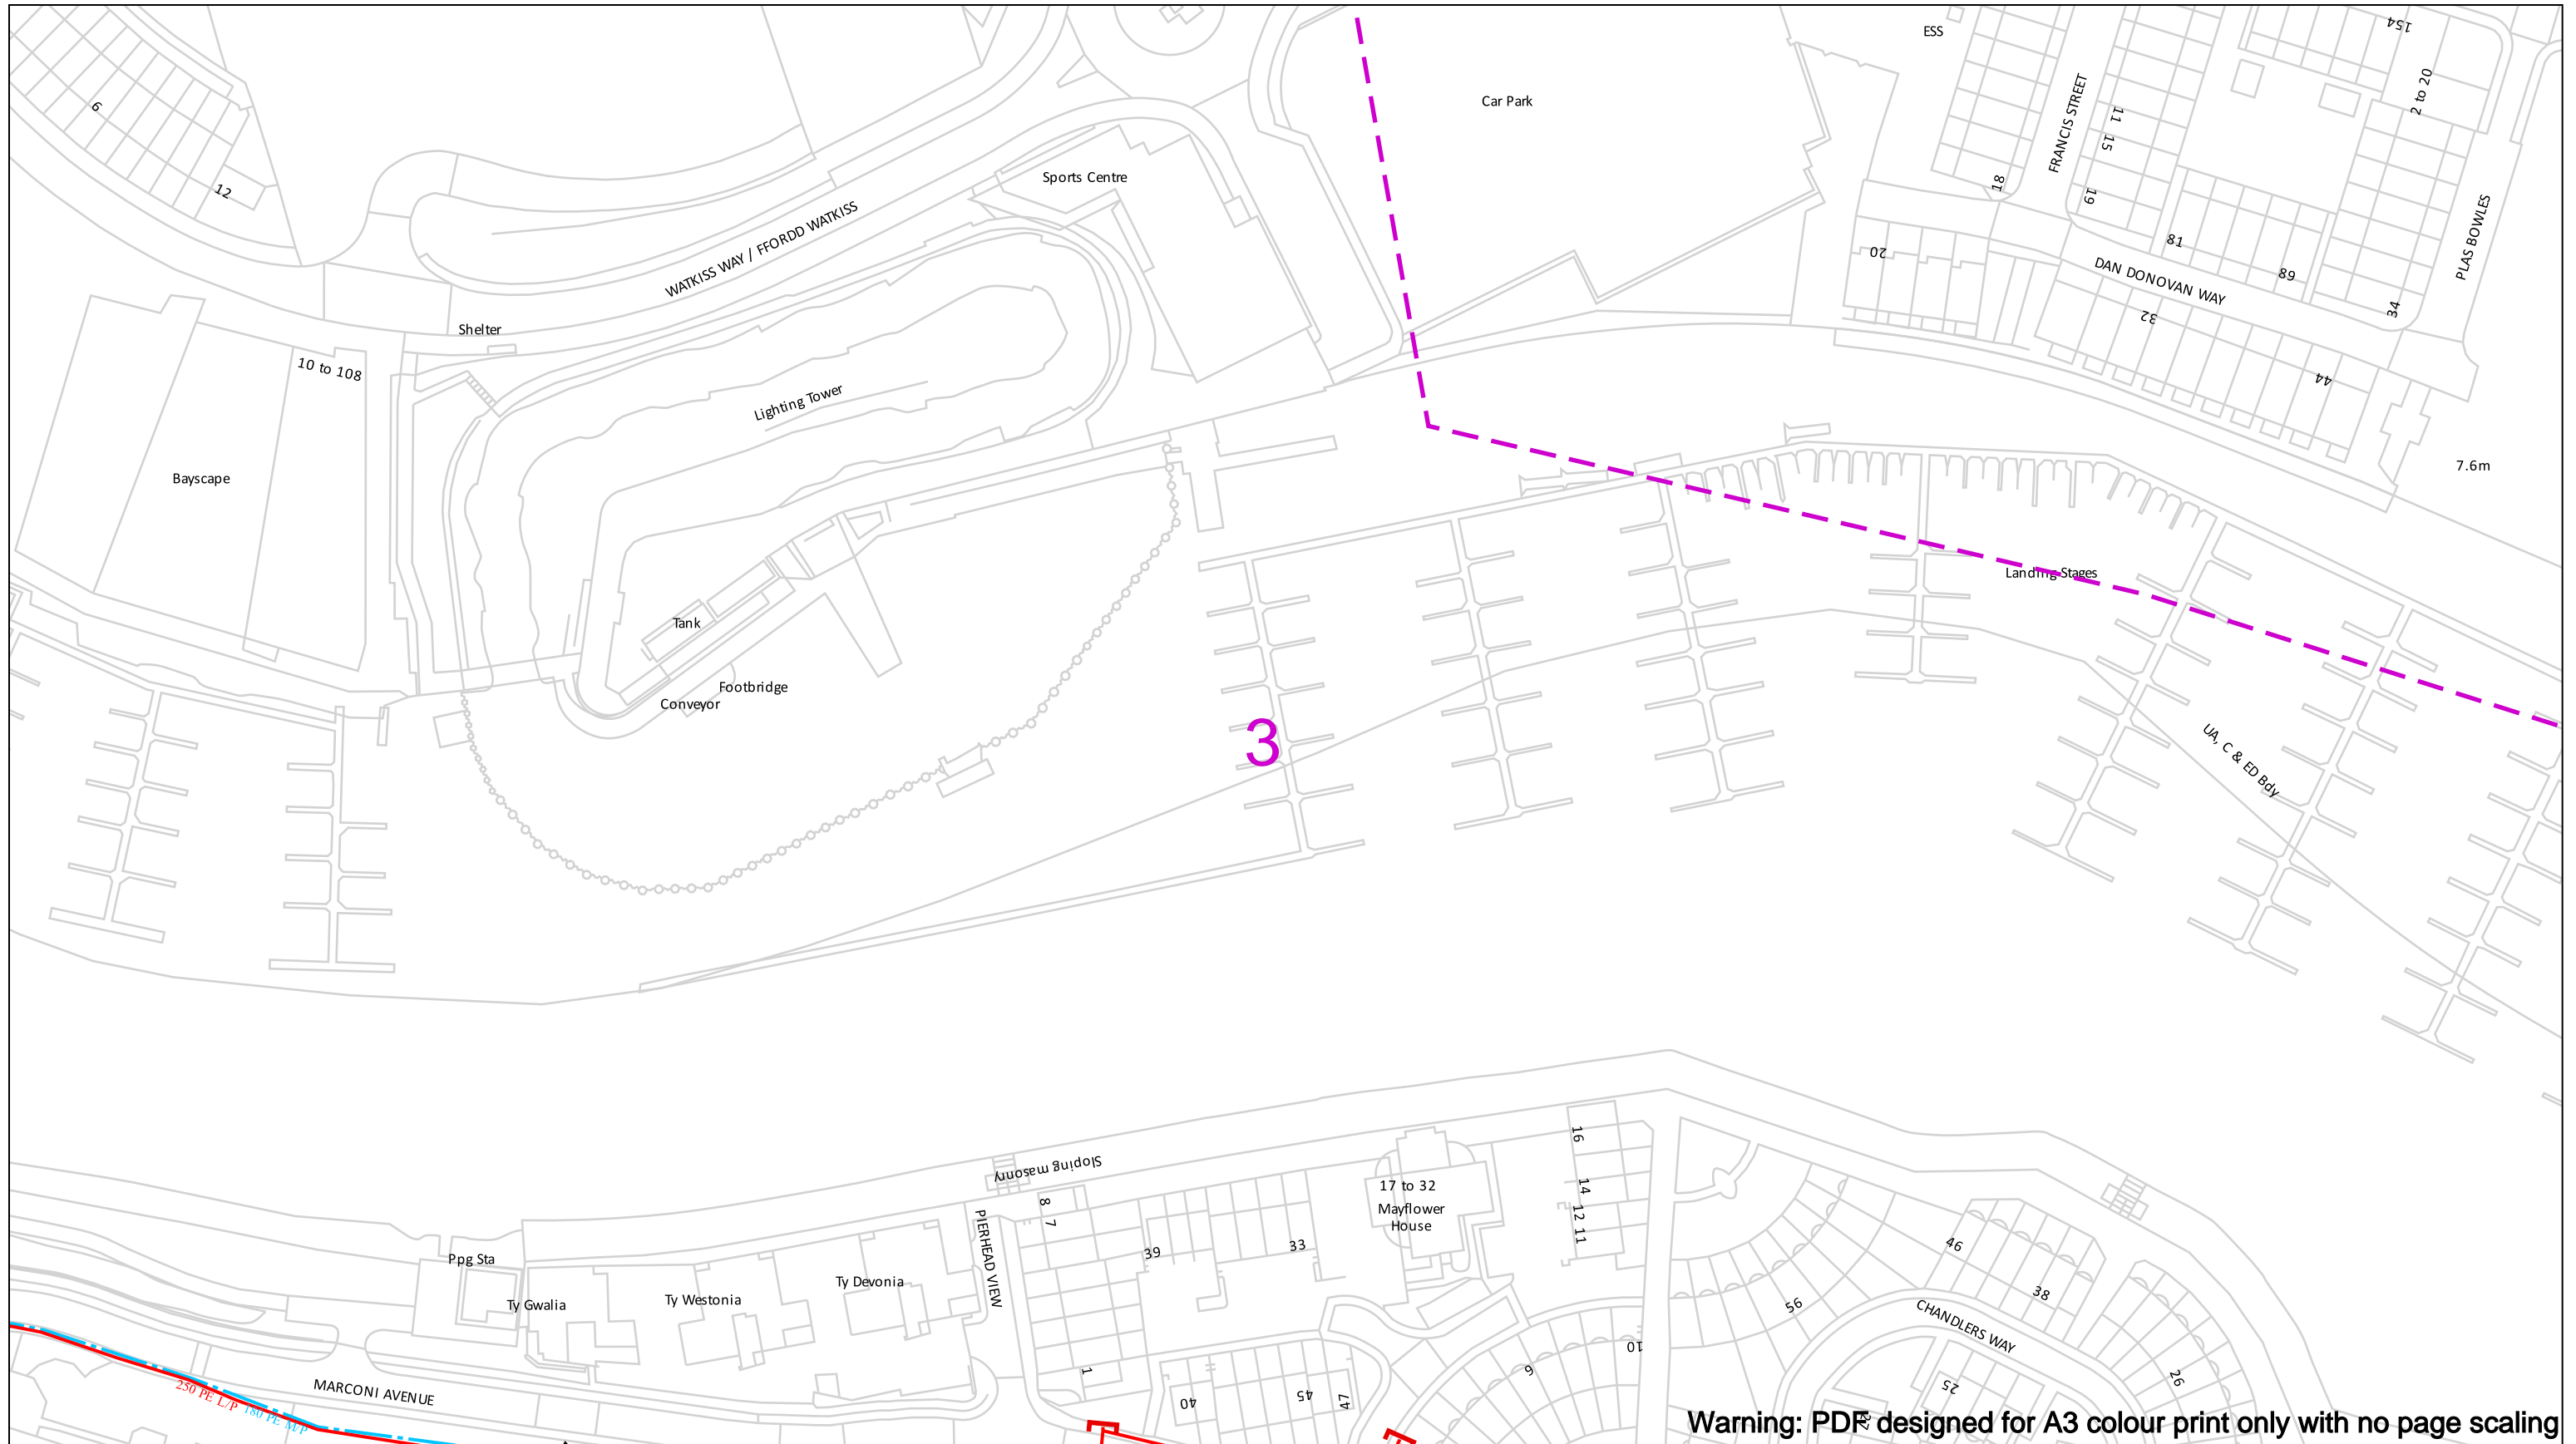 154
ESS
2 to 20
Car Park
6
FRANCIS STREET
11
15
Sports Centre
12
18
19
WATKISS WAY / FFORDD WATKISS
PLAS BOWLES
20
81
89
DAN DONOVAN WAY
34
32
Shelter
10 to 108
44
Lighting Tower
Bayscape
7.6m
Landing Stages
Tank
Footbridge
Conveyor
3
UA, C & ED Bdy
16
Sloping masonry
17 to 32
Mayflower
House
14
12
11
8
7
PIERHEAD VIEW
39
33
46
38
Ppg Sta
Ty Gwalia
Ty Westonia
Ty Devonia
56
CHANDLERS WAY
10
9
1
26
25
MARCONI AVENUE
250 PE L/P
180 PE M/P
40
45
47
27
Warning: PDF designed for A3 colour print only with no page scaling